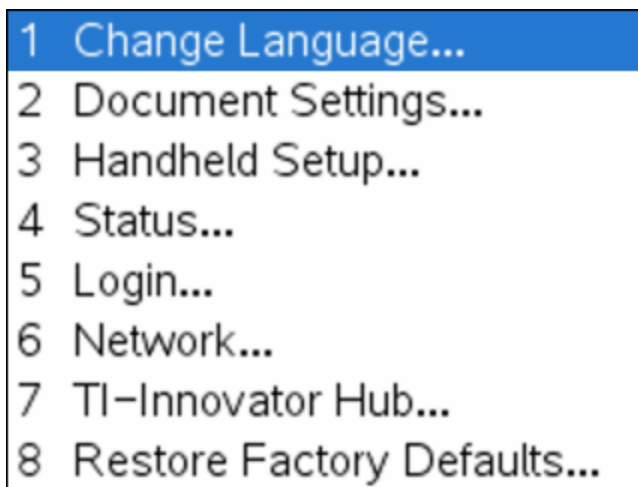 1 Change Language...
2 Document Settings...
3 Handheld Setup...
4 Status...
5 Login...
6 Network...
7 TI-Innovator Hub...
8 Restore Factory Defaults...